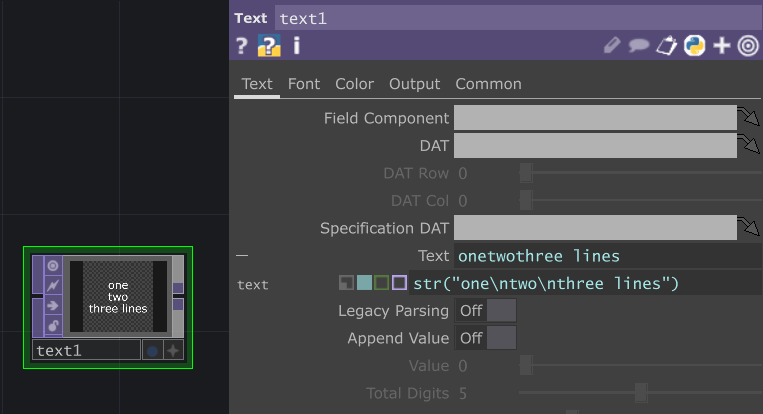 Text text1
? ? i
Text Font Color Output Common
Field Component
DAT
DAT Row 0
DAT Col 0
Specification DAT
Text onetwothree lines
text str("one\ntwo\nthree lines")
Legacy Parsing Off
Append Value Off
Value 0
Total Digits 5
one
two
three lines
text1